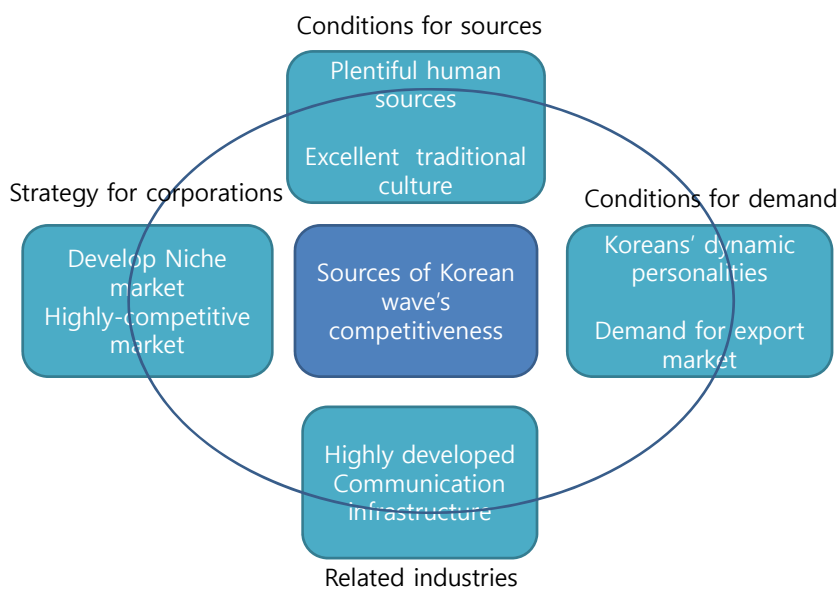 Conditions for sources
Plentiful human
sources
Excellent traditional
culture
Strategy for corporations
Develop Niche
market
Highly-competitive
market
Sources of Korean
wave's
competitiveness
Conditions for demand
Koreans' dynamic
personalities
Demand for export
market
Highly developed
Communication
infrastructure
Related industries